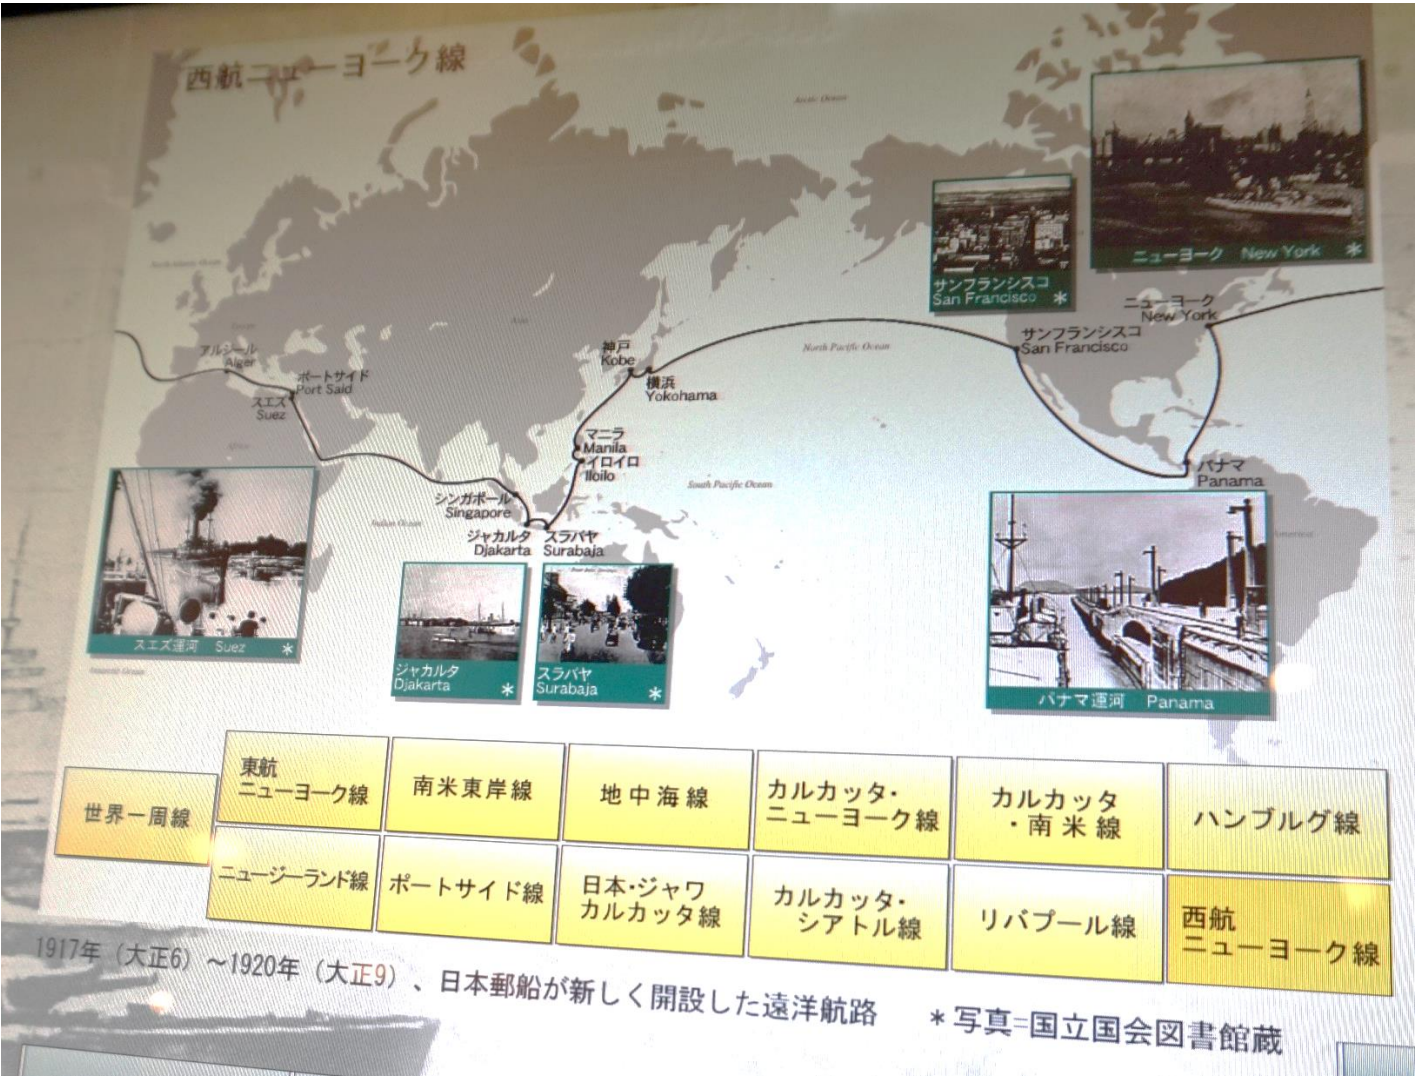 西航ニューヨーク線
Arctic Ocean
ニューヨーク New York *
サンフランシスコ
San Francisco *
ニューヨーク
New York
サンフランシスコ
San Francisco
North Pacific Ocean
神戸
Kobe
横浜
Yokohama
アルジール
Alger
ポートサイド
Port Said
スエズ
Suez
Asia
Africa
マニラ
Manila
イロイロ
Iloilo
パナマ
Panama
South Pacific Ocean
シンガポール
Singapore
Indian Ocean
ジャカルタ
Djakarta
スラバヤ
Surabaja
America
スエズ運河 Suez *
ジャカルタ
Djakarta *
スラバヤ
Surabaja *
パナマ運河 Panama
世界一周線
東航
ニューヨーク線
南米東岸線
地中海線
カルカッタ・
ニューヨーク線
カルカッタ
・南米線
ハンブルグ線
ニュージーランド線
ポートサイド線
日本・ジャワ
カルカッタ線
カルカッタ・
シアトル線
リバプール線
西航
ニューヨーク線
1917年（大正6）～1920年（大正9）、日本郵船が新しく開設した遠洋航路
*写真=国立国会図書館蔵